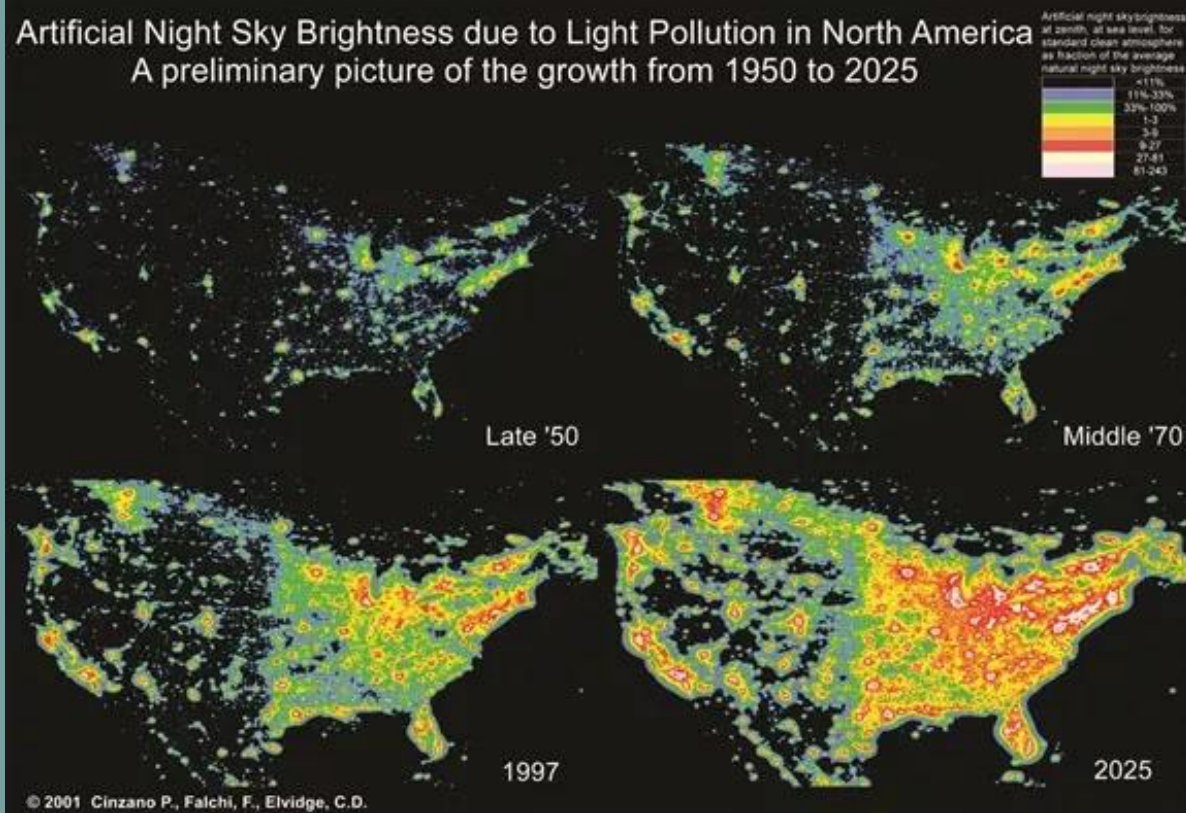 Artificial Night Sky Brightness due to Light Pollution in North America
A preliminary picture of the growth from 1950 to 2025
Artificial night sky brightness
at zenith, at sea level, for
standard clean atmosphere
as fraction of the average
natural night sky brightness
<11%
11%-33%
33%-100%
1-3
3-9
9-27
27-81
81-243
Late '50
Middle '70
1997
2025
© 2001 Cinzano P., Falchi, F., Elvidge, C.D.